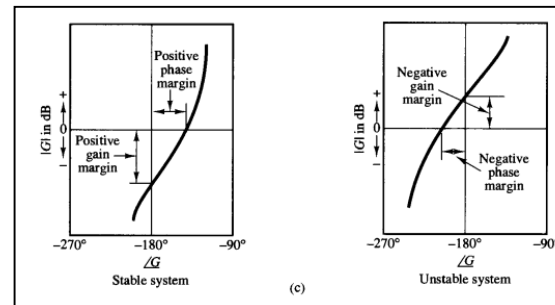 Positive
phase
margin
|G| in dB
+
0
−
Positive
gain
margin
−270° −180° −90°
/G
Stable system
Negative
gain
margin
|G| in dB
+
0
−
Negative
phase
margin
−270° −180° −90°
/G
Unstable system
(c)